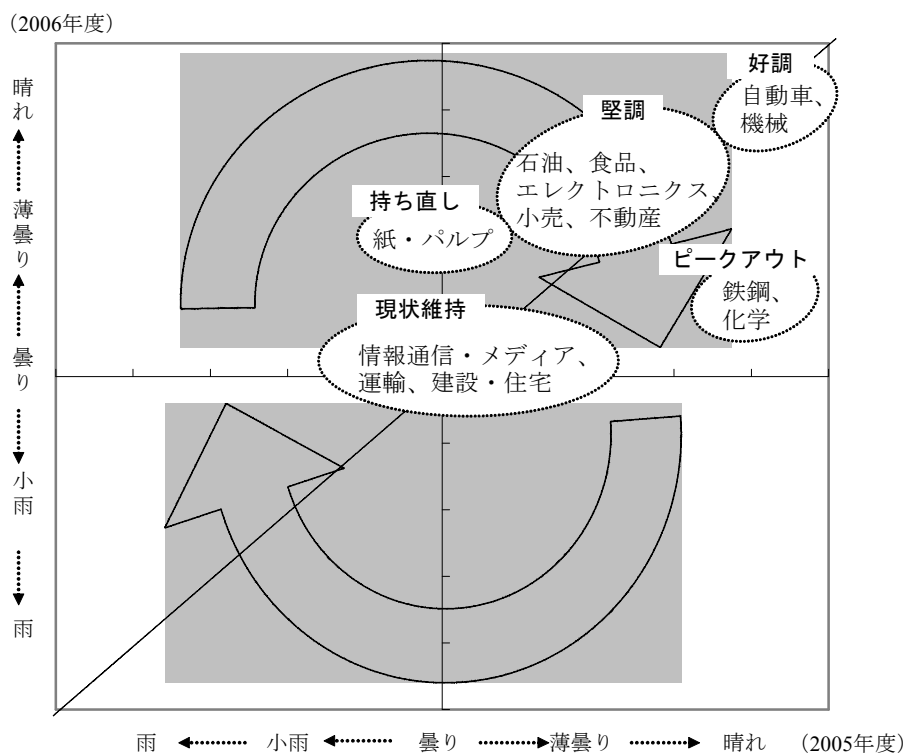 （2006年度）
好調
自動車、
機械
堅調
石油、食品、
エレクトロニクス、
小売、不動産
持ち直し
紙・パルプ
ピークアウト
鉄鋼、
化学
現状維持
情報通信・メディア、
運輸、建設・住宅
晴れ
薄曇り
曇り
小雨
雨
雨
小雨
曇り
薄曇り
晴れ
（2005年度）